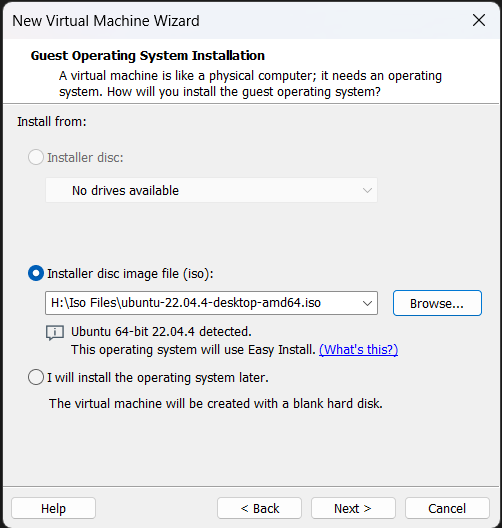 New Virtual Machine Wizard
Guest Operating System Installation
A virtual machine is like a physical computer; it needs an operating
system. How will you install the guest operating system?
Install from:
Installer disc:
No drives available
Installer disc image file (iso):
H:\Iso Files\ubuntu-22.04.4-desktop-amd64.iso
Browse...
Ubuntu 64-bit 22.04.4 detected.
This operating system will use Easy Install. (What's this?)
I will install the operating system later.
The virtual machine will be created with a blank hard disk.
Help
< Back
Next >
Cancel